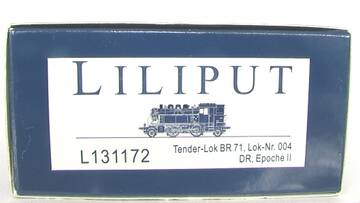 LILIPUT
L131172
Tender-Lok BR 71, Lok-Nr. 004
DR, Epoche II